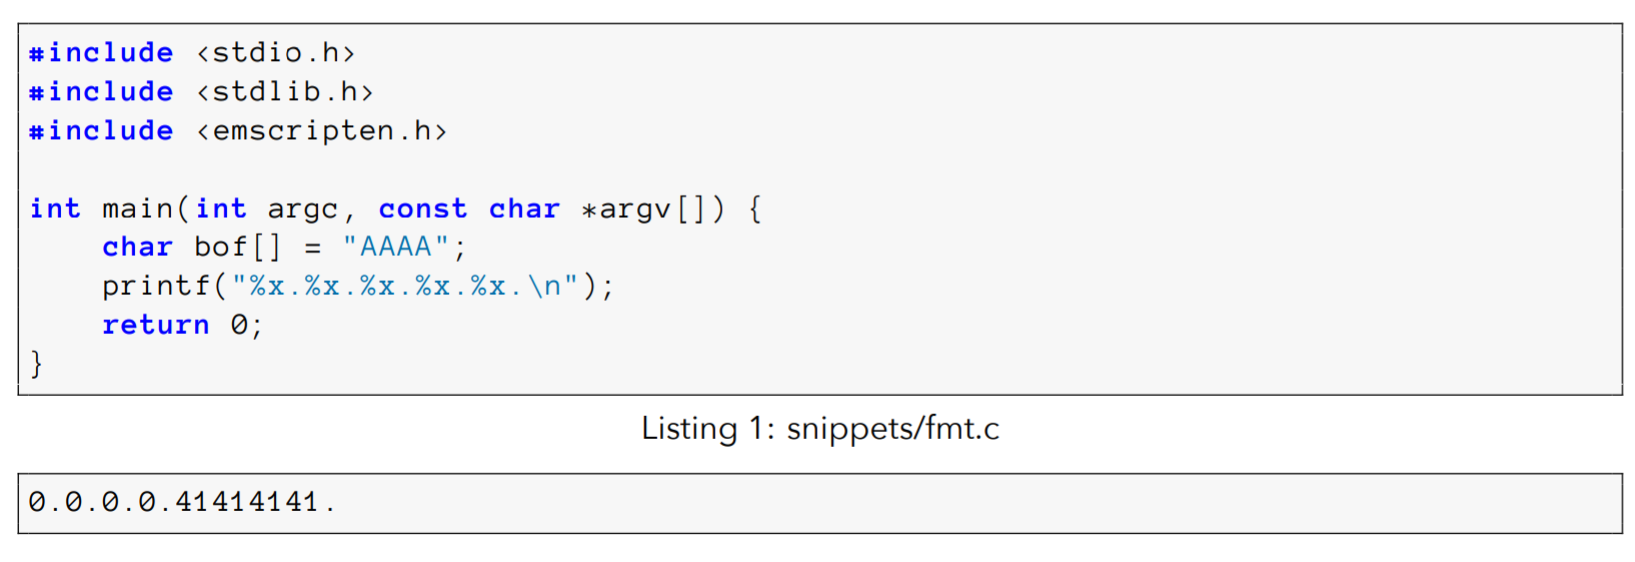 #include <stdio.h>
#include <stdlib.h>
#include <emscripten.h>

int main(int argc, const char *argv[]) {
    char bof[] = "AAAA";
    printf("%x.%x.%x.%x.%x.\n");
    return 0;
}
Listing 1: snippets/fmt.c
0.0.0.0.41414141.